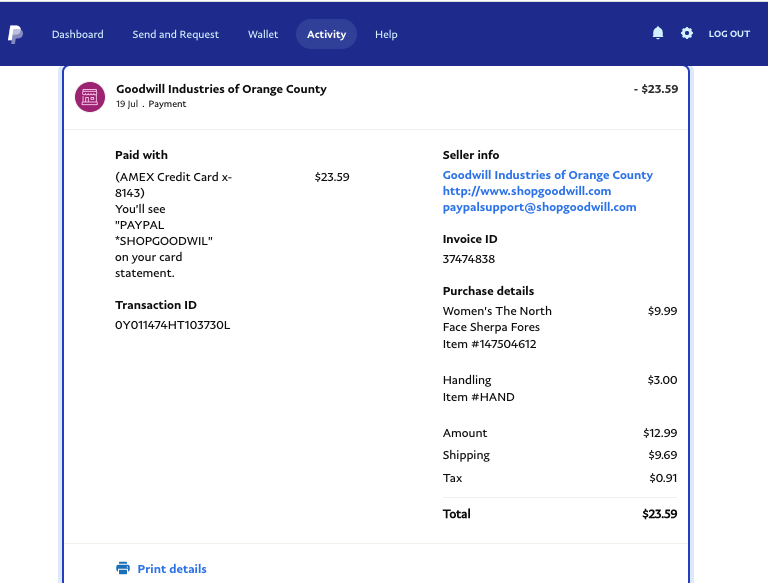 Dashboard Send and Request Wallet Activity Help LOG OUT
Goodwill Industries of Orange County - $23.59
19 Jul . Payment
Paid with
(AMEX Credit Card x-
8143)
$23.59
You'll see
"PAYPAL
*SHOPGOODWIL"
on your card
statement.
Transaction ID
0Y011474HT103730L
Seller info
Goodwill Industries of Orange County
http://www.shopgoodwill.com
paypalsupport@shopgoodwill.com
Invoice ID
37474838
Purchase details
Women's The North $9.99
Face Sherpa Fores
Item #147504612
Handling $3.00
Item #HAND
Amount $12.99
Shipping $9.69
Tax $0.91
Total $23.59
Print details